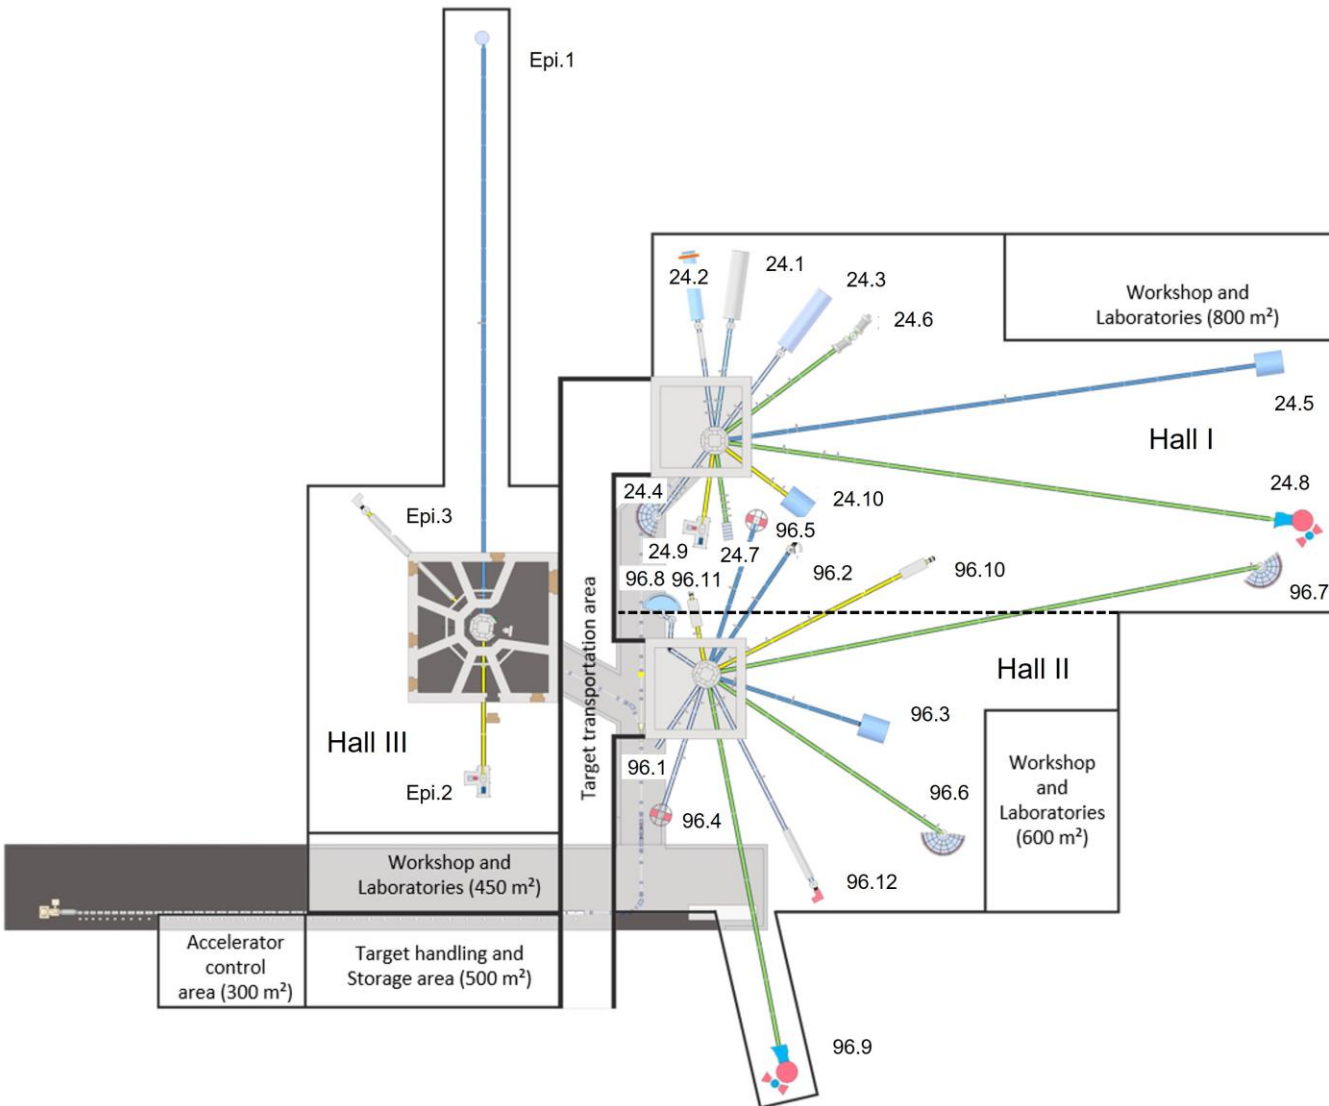 Epi.1
24.2
24.1
24.3
24.6
Workshop and
Laboratories (800 m²)
24.5
Hall I
24.8
24.4
24.10
Epi.3
24.9
24.7
96.5
96.8
96.11
96.2
96.10
96.7
Target transportation area
Hall II
96.3
Hall III
96.1
Workshop
and
Laboratories
(600 m²)
Epi.2
96.4
96.6
Workshop and
Laboratories (450 m²)
96.12
Accelerator
control
area (300 m²)
Target handling and
Storage area (500 m²)
96.9